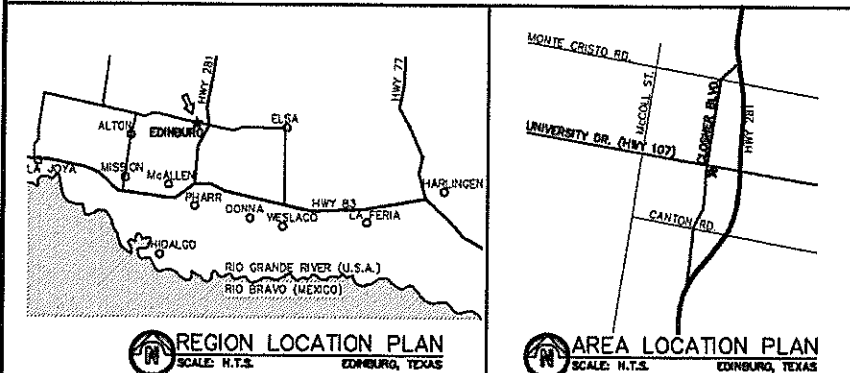 HWY 281
HWY 77
ALTON
EDINBURG
ELSA
LA JOYA
MISSION
McALLEN
PHARR
DONNA
WESLACO
HWY 83
LA FERIA
HARLINGEN
HIDALGO
RIO GRANDE RIVER (U.S.A.)
RIO BRAVO (MEXICO)
N
REGION LOCATION PLAN
SCALE: N.T.S.
EDINBURG, TEXAS
MONTE CRISTO RD.
McCOLL ST.
CLOSNER BLVD.
HWY 281
UNIVERSITY DR. (HWY 107)
CANTON RD.
N
AREA LOCATION PLAN
SCALE: N.T.S.
EDINBURG, TEXAS